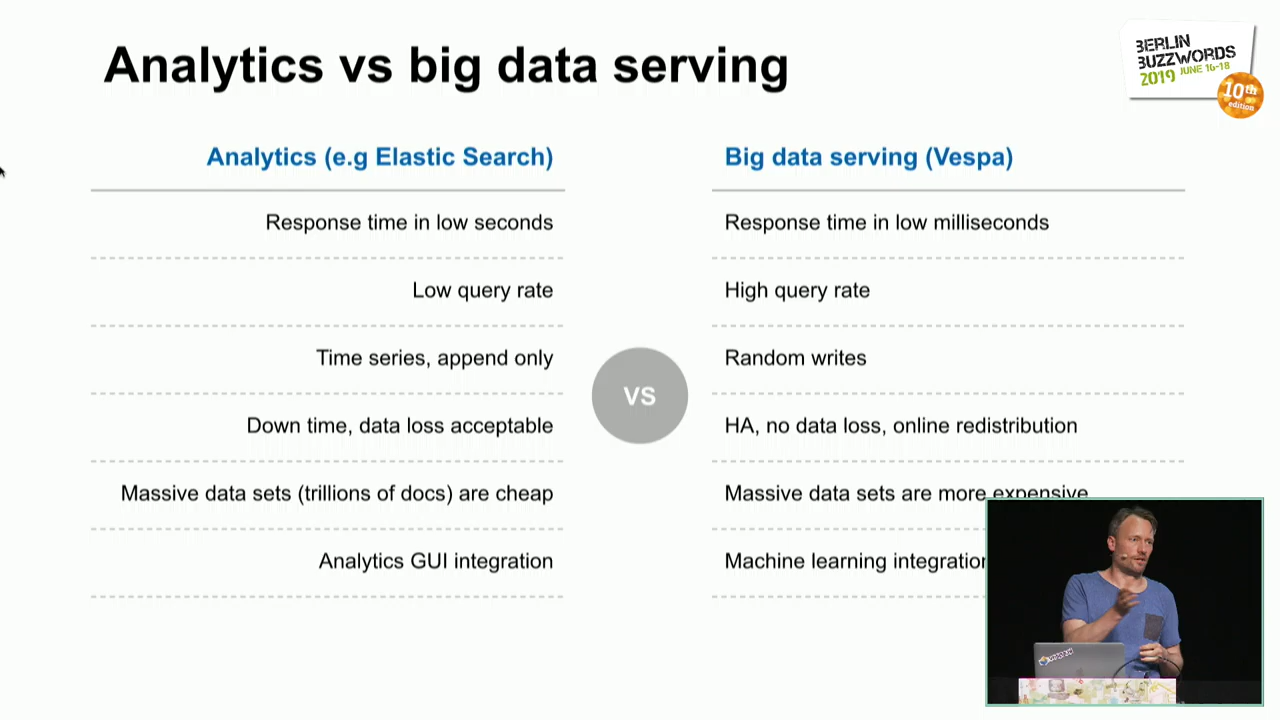 Analytics vs big data serving
BERLIN
BUZZWORDS
2019 JUNE 16-18
10th
edition
Analytics (e.g Elastic Search)
Big data serving (Vespa)
Response time in low seconds
Response time in low milliseconds
Low query rate
High query rate
Time series, append only
Random writes
VS
Down time, data loss acceptable
HA, no data loss, online redistribution
Massive data sets (trillions of docs) are cheap
Massive data sets are more expensive
Analytics GUI integration
Machine learning integration